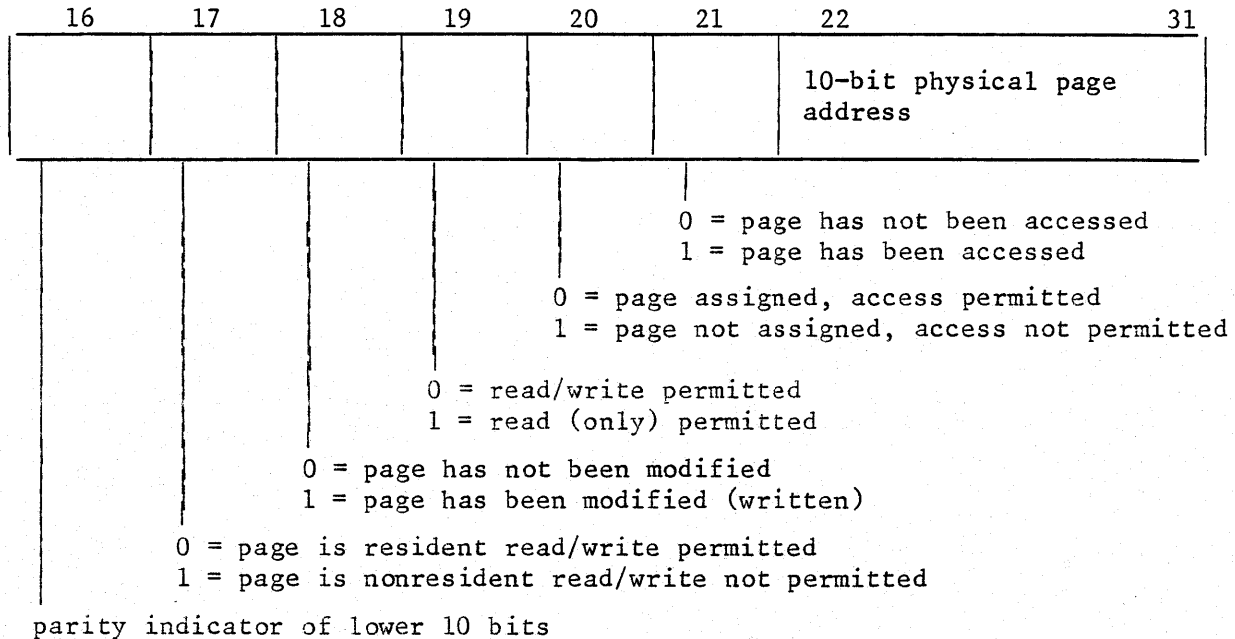 16 17 18 19 20 21 22 31
10-bit physical page
address
0 = page has not been accessed
1 = page has been accessed
0 = page assigned, access permitted
1 = page not assigned, access not permitted
0 = read/write permitted
1 = read (only) permitted
0 = page has not been modified
1 = page has been modified (written)
0 = page is resident read/write permitted
1 = page is nonresident read/write not permitted
parity indicator of lower 10 bits